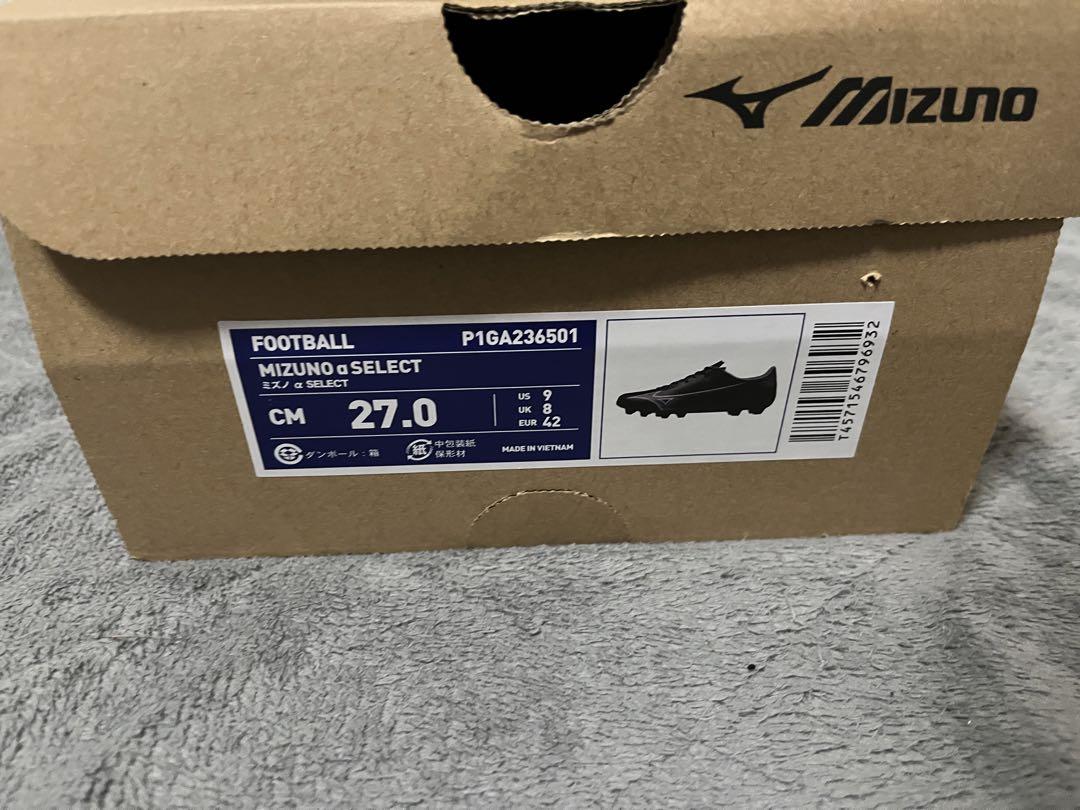 MIZUNO
FOOTBALL P1GA236501
MIZUNO α SELECT
ミズノ α SELECT
CM 27.0
US 9
UK 8
EUR 42
ダンボール：箱
紙 中包装紙
保形材
MADE IN VIETNAM
T4571546796932